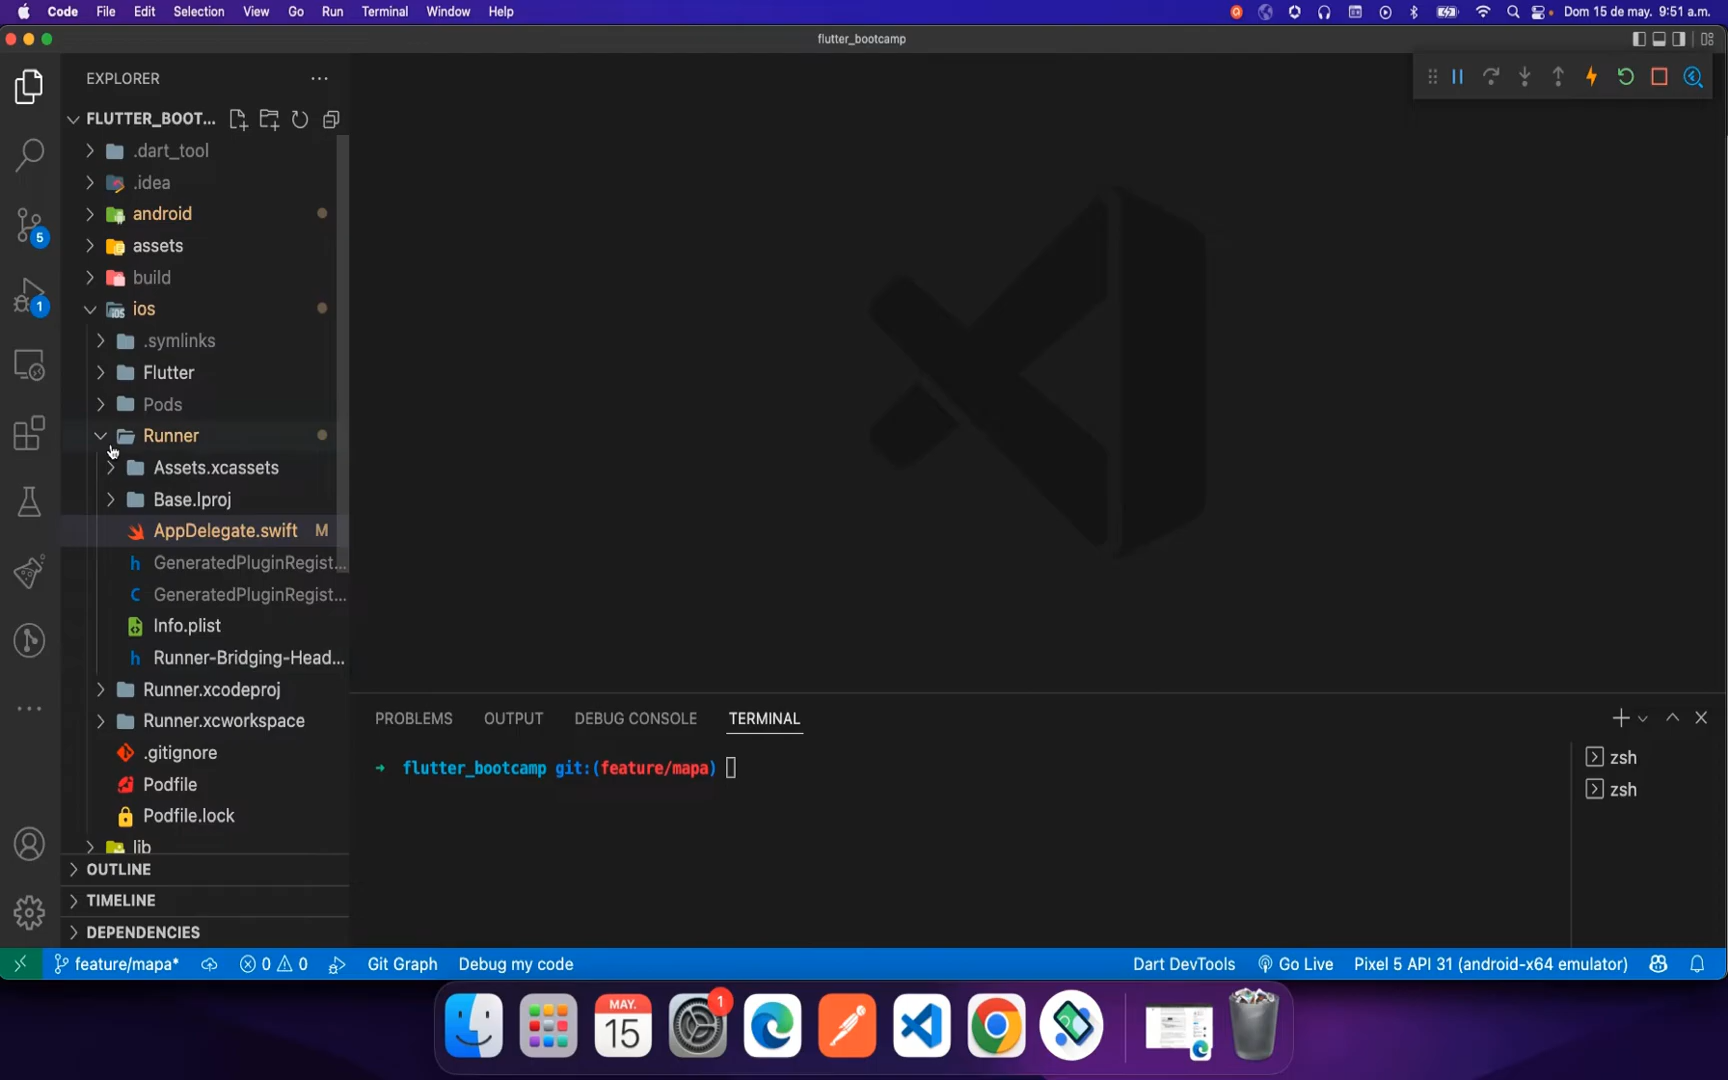 Code File Edit Selection View Go Run Terminal Window Help Dom 15 de may. 9:51 a.m.
flutter_bootcamp
EXPLORER
FLUTTER_BOOT...
.dart_tool
.idea
android
assets
build
ios
.symlinks
Flutter
Pods
Runner
Assets.xcassets
Base.lproj
AppDelegate.swift M
h GeneratedPluginRegist...
C GeneratedPluginRegist...
Info.plist
h Runner-Bridging-Head...
Runner.xcodeproj
Runner.xcworkspace
.gitignore
Podfile
Podfile.lock
lib
OUTLINE
TIMELINE
DEPENDENCIES
5
1
PROBLEMS OUTPUT DEBUG CONSOLE TERMINAL
flutter_bootcamp git:(feature/mapa)
zsh
zsh
feature/mapa* 0 0 Git Graph Debug my code Dart DevTools Go Live Pixel 5 API 31 (android-x64 emulator)
MAY.
15
1